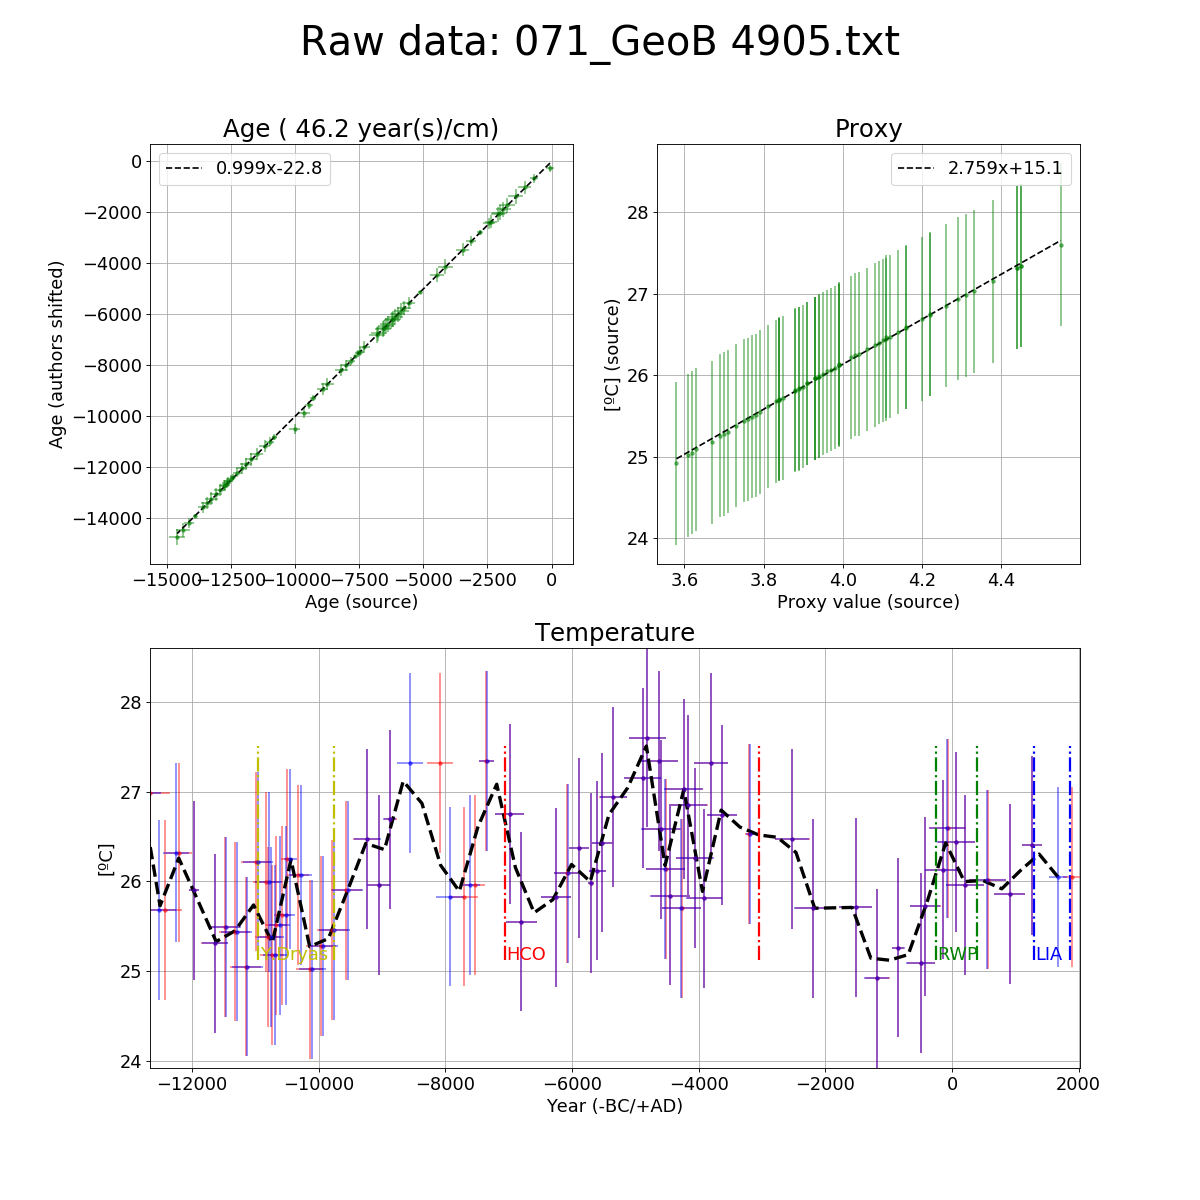 Raw data: 071_GeoB 4905.txt
Age ( 46.2 year(s)/cm)
0.999x-22.8
Age (authors shifted)
0
−2000
−4000
−6000
−8000
−10000
−12000
−14000
−15000
−12500
−10000
−7500
−5000
−2500
0
Age (source)
Proxy
2.759x+15.1
[ºC] (source)
28
27
26
25
24
3.6
3.8
4.0
4.2
4.4
Proxy value (source)
Temperature
[ºC]
28
27
26
25
24
HCO
RWP
LIA
−12000
−10000
−8000
−6000
−4000
−2000
0
2000
Year (-BC/+AD)